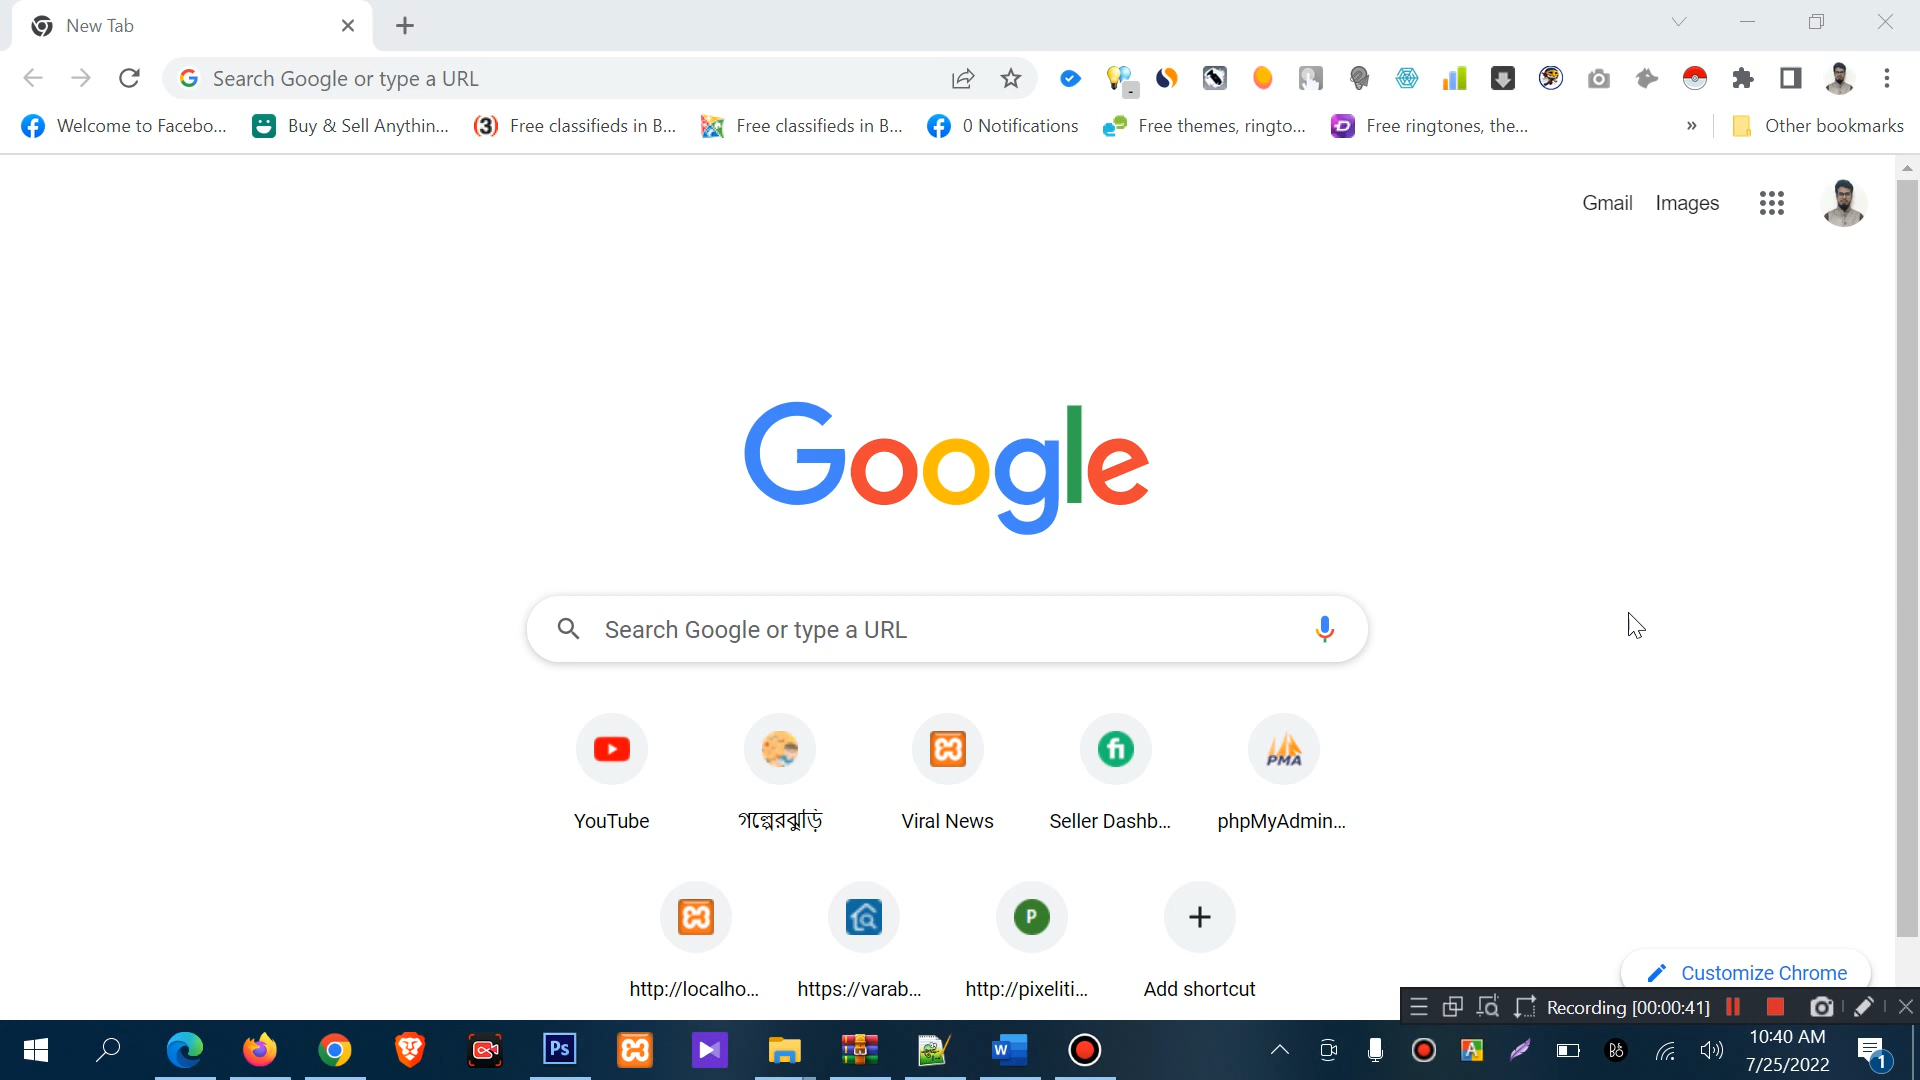 New Tab
Search Google or type a URL
Welcome to Facebo...
Buy & Sell Anythin...
Free classifieds in B...
Free classifieds in B...
0 Notifications
Free themes, ringto...
Free ringtones, the...
»
Other bookmarks
Gmail
Images
Google
Search Google or type a URL
YouTube
গল্পেরঝুড়ি
Viral News
Seller Dashb...
PMA
phpMyAdmin...
P
http://localho...
https://varab...
http://pixeliti...
Add shortcut
Customize Chrome
Recording [00:00:41]
Ps
W
A
10:40 AM
7/25/2022
1